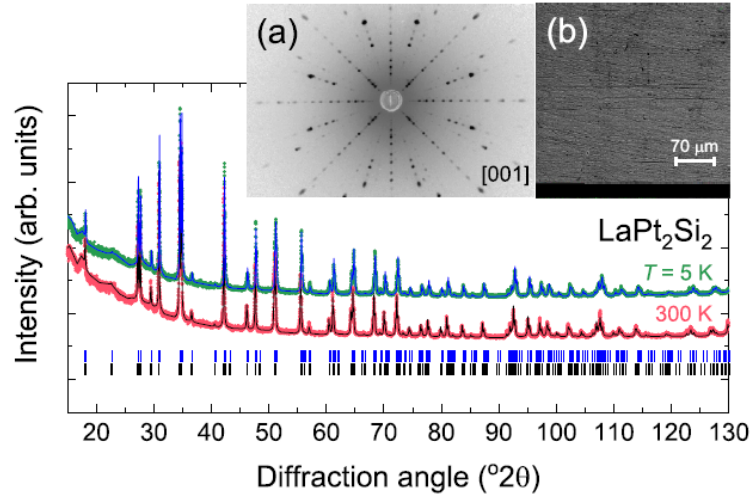 (a)
(b)
[001]
70 μm
LaPt₂Si₂
T = 5 K
300 K
Intensity (arb. units)
20 30 40 50 60 70 80 90 100 110 120 130
Diffraction angle (°2θ)